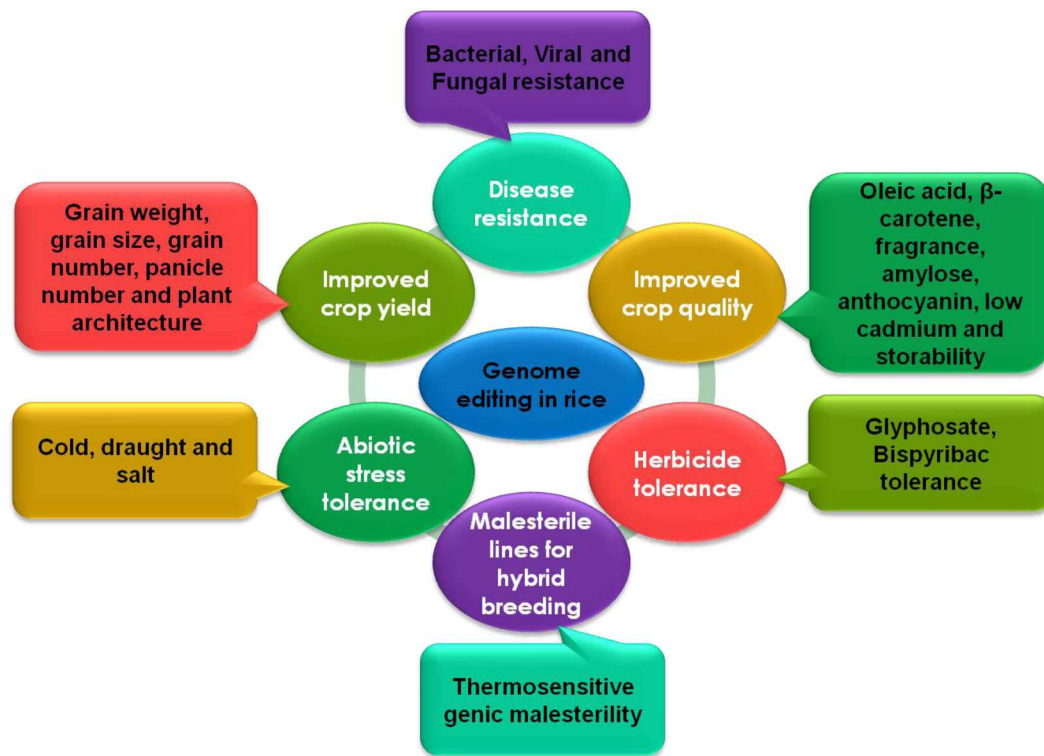 Bacterial, Viral and
Fungal resistance
Disease
resistance
Grain weight,
grain size, grain
number, panicle
number and plant
architecture
Improved
crop yield
Improved
crop quality
Oleic acid, β-
carotene,
fragrance,
amylose,
anthocyanin, low
cadmium and
storability
Genome
editing in rice
Cold, draught and
salt
Abiotic
stress
tolerance
Herbicide
tolerance
Glyphosate,
Bispyribac
tolerance
Malesterile
lines for
hybrid
breeding
Thermosensitive
genic malesterility